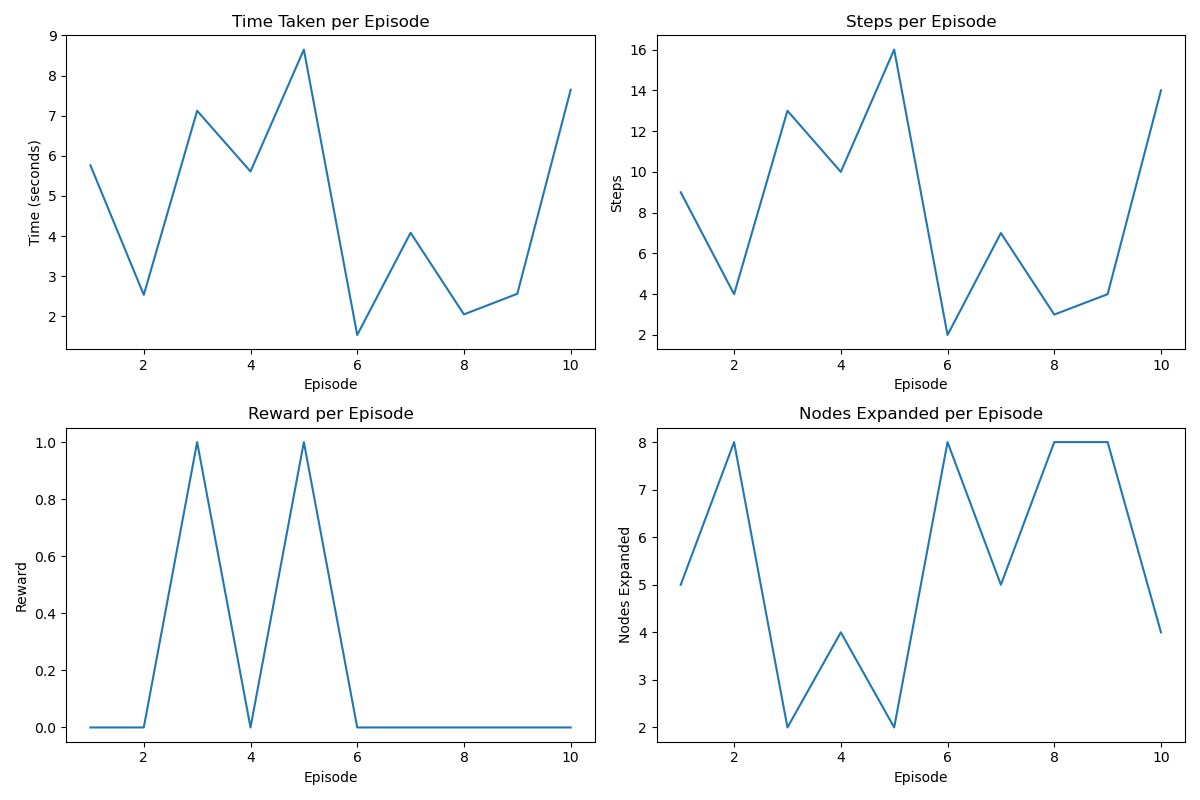 Time Taken per Episode
Time (seconds)
9
8
7
6
5
4
3
2
2 4 6 8 10
Episode
Steps per Episode
Steps
16
14
12
10
8
6
4
2
2 4 6 8 10
Episode
Reward per Episode
Reward
1.0
0.8
0.6
0.4
0.2
0.0
2 4 6 8 10
Episode
Nodes Expanded per Episode
Nodes Expanded
8
7
6
5
4
3
2
2 4 6 8 10
Episode